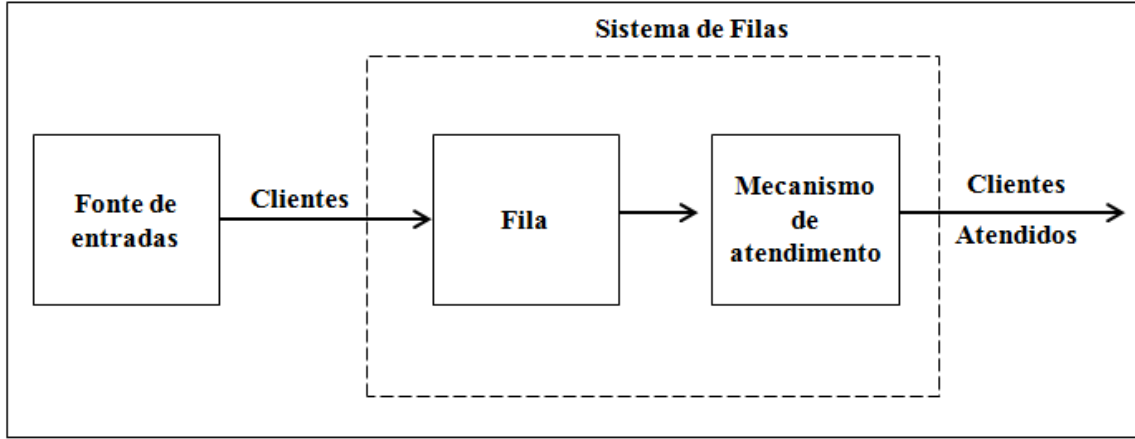 Sistema de Filas
Fonte de
entradas
Clientes
Fila
Mecanismo
de
atendimento
Clientes
Atendidos